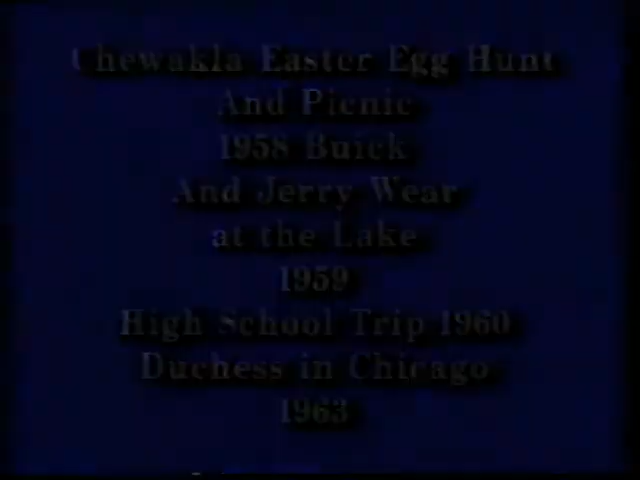 Chewakla Easter Egg Hunt
And Picnic
1958 Buick
And Jerry Wear
at the Lake
1959
High School Trip 1960
Duchess in Chicago
1963